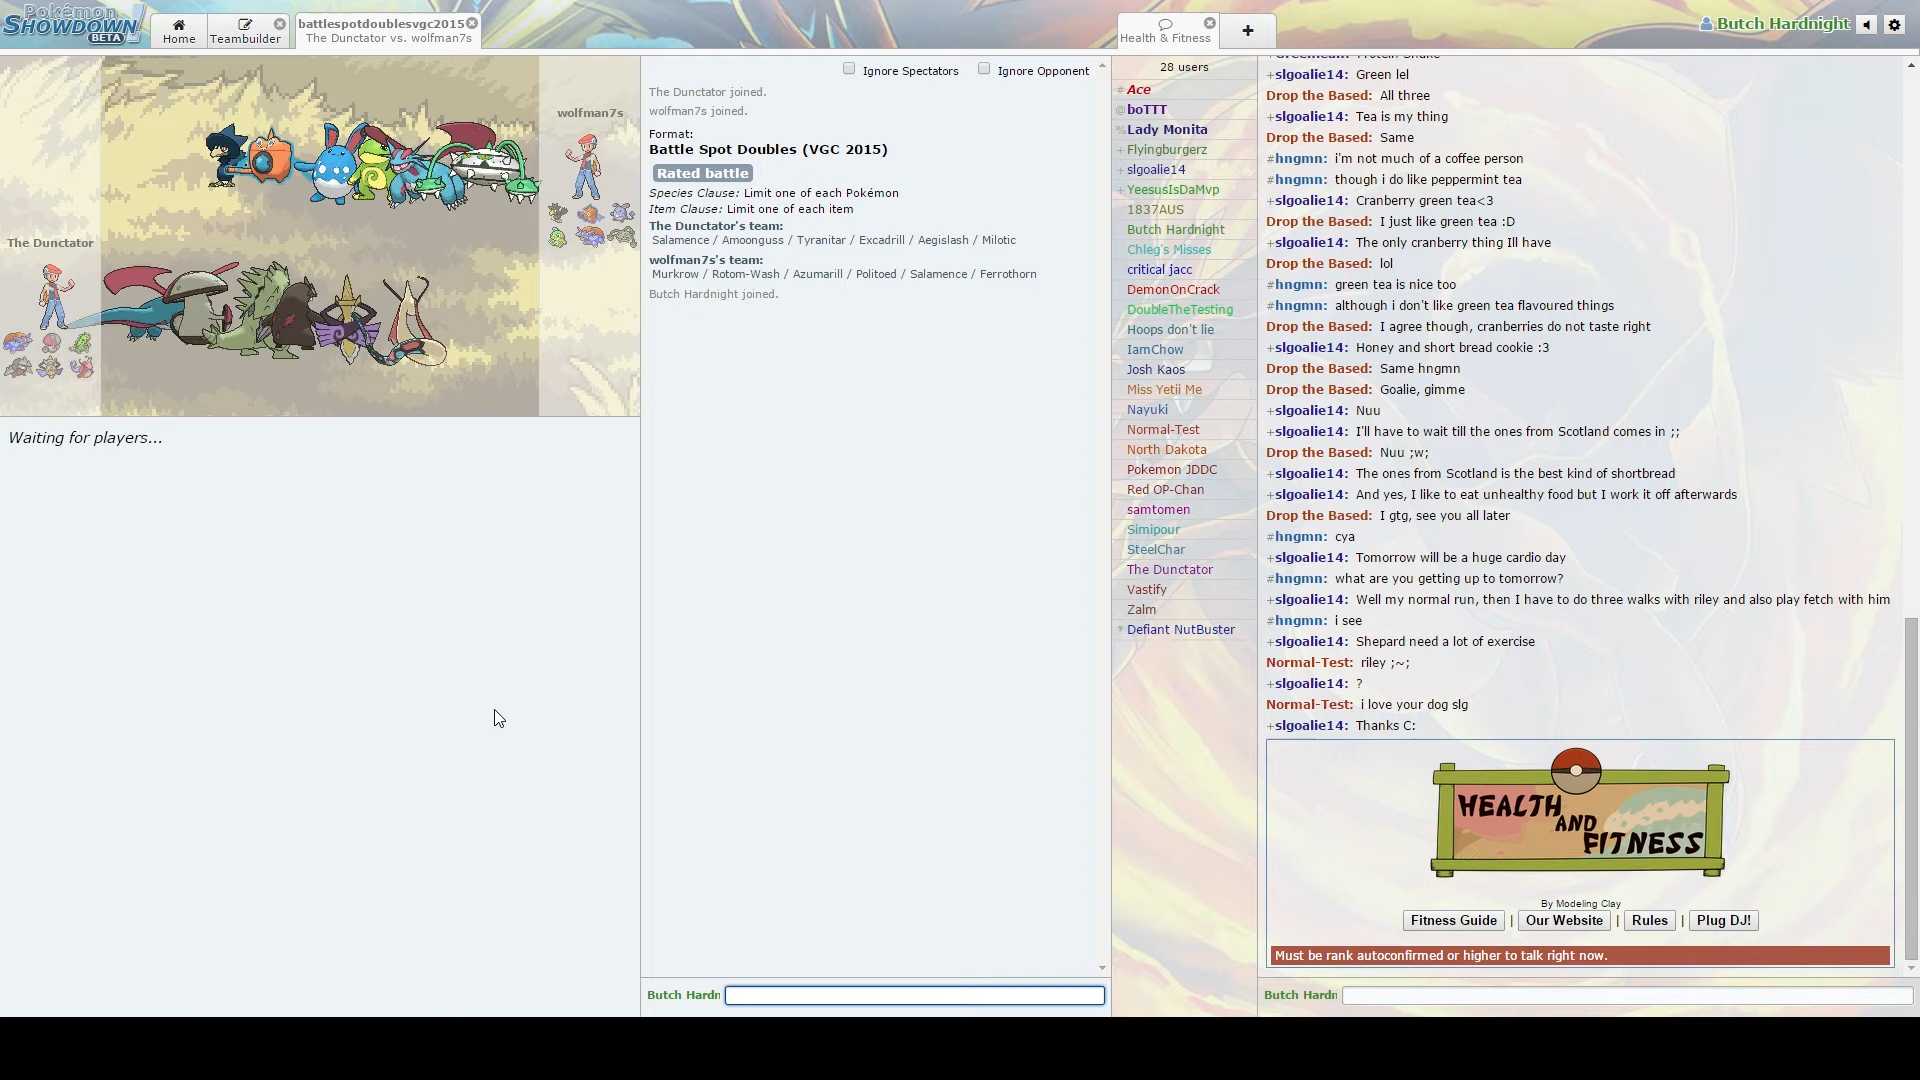 Pokémon
SHOWDOWN!
BETA
Home
Teambuilder
battlespotdoublesvgc2015
The Dunctator vs. wolfman7s
Health & Fitness
Butch Hardnight
wolfman7s
The Dunctator
Waiting for players...
Ignore Spectators
Ignore Opponent
The Dunctator joined.
wolfman7s joined.
Format:
Battle Spot Doubles (VGC 2015)
Rated battle
Species Clause: Limit one of each Pokémon
Item Clause: Limit one of each item
The Dunctator's team:
Salamence / Amoonguss / Tyranitar / Excadrill / Aegislash / Milotic
wolfman7s's team:
Murkrow / Rotom-Wash / Azumarill / Politoed / Salamence / Ferrothorn
Butch Hardnight joined.
Butch Hardn
28 users
#Ace
@boTTT
%Lady Monita
+Flyingburgerz
+slgoalie14
+YeesusIsDaMvp
1837AUS
Butch Hardnight
Chleg's Misses
critical jacc
DemonOnCrack
DoubleTheTesting
Hoops don't lie
IamChow
Josh Kaos
Miss Yetii Me
Nayuki
Normal-Test
North Dakota
Pokemon JDDC
Red OP-Chan
samtomen
Simipour
SteelChar
The Dunctator
Vastify
Zalm
?Defiant NutBuster
+slgoalie14: Green lel
Drop the Based: All three
+slgoalie14: Tea is my thing
Drop the Based: Same
#hngmn: i'm not much of a coffee person
#hngmn: though i do like peppermint tea
+slgoalie14: Cranberry green tea<3
Drop the Based: I just like green tea :D
+slgoalie14: The only cranberry thing Ill have
Drop the Based: lol
#hngmn: green tea is nice too
#hngmn: although i don't like green tea flavoured things
Drop the Based: I agree though, cranberries do not taste right
+slgoalie14: Honey and short bread cookie :3
Drop the Based: Same hngmn
Drop the Based: Goalie, gimme
+slgoalie14: Nuu
+slgoalie14: I'll have to wait till the ones from Scotland comes in ;;
Drop the Based: Nuu ;w;
+slgoalie14: The ones from Scotland is the best kind of shortbread
+slgoalie14: And yes, I like to eat unhealthy food but I work it off afterwards
Drop the Based: I gtg, see you all later
#hngmn: cya
+slgoalie14: Tomorrow will be a huge cardio day
#hngmn: what are you getting up to tomorrow?
+slgoalie14: Well my normal run, then I have to do three walks with riley and also play fetch with him
#hngmn: i see
+slgoalie14: Shepard need a lot of exercise
Normal-Test: riley ;~;
+slgoalie14: ?
Normal-Test: i love your dog slg
+slgoalie14: Thanks C:
HEALTH
AND
FITNESS
By Modeling Clay
Fitness Guide | Our Website | Rules | Plug DJ!
Must be rank autoconfirmed or higher to talk right now.
Butch Hardn